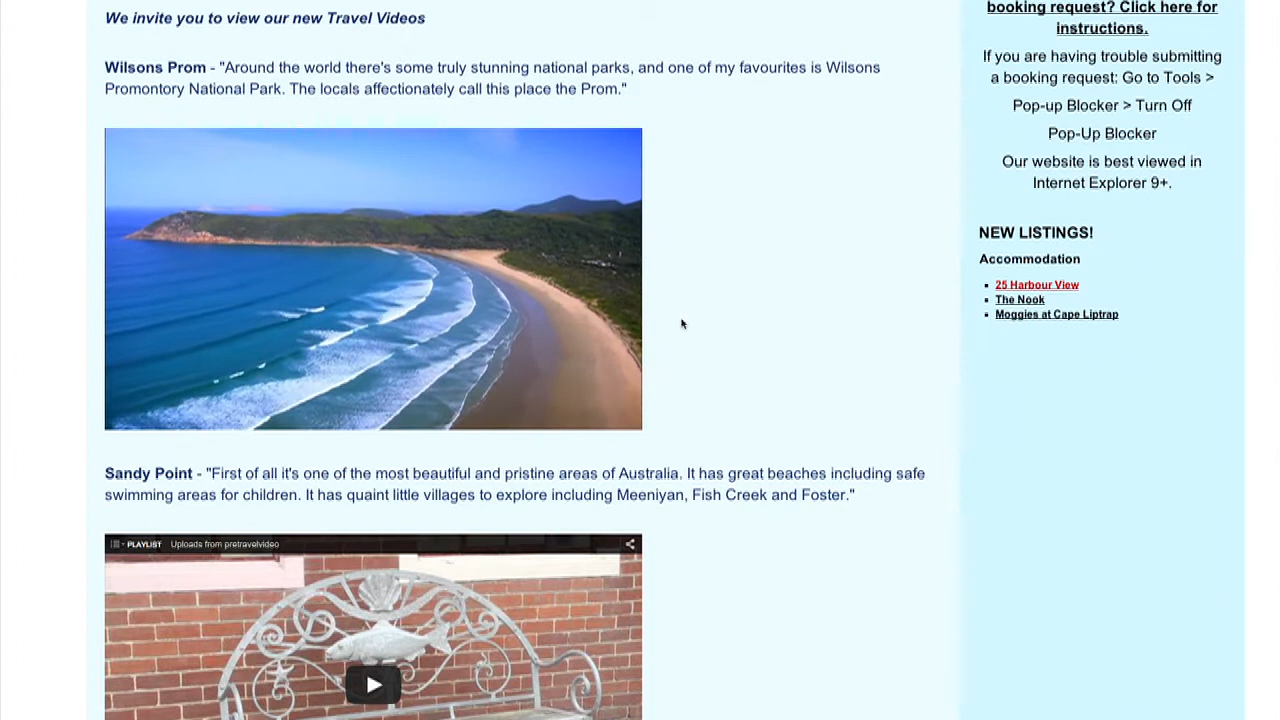 We invite you to view our new Travel Videos
Wilsons Prom - "Around the world there's some truly stunning national parks, and one of my favourites is Wilsons
Promontory National Park. The locals affectionately call this place the Prom."
Sandy Point - "First of all it's one of the most beautiful and pristine areas of Australia. It has great beaches including safe
swimming areas for children. It has quaint little villages to explore including Meeniyan, Fish Creek and Foster."
PLAYLIST Uploads from pretravelvideo
booking request? Click here for
instructions.
If you are having trouble submitting
a booking request: Go to Tools >
Pop-up Blocker > Turn Off
Pop-Up Blocker
Our website is best viewed in
Internet Explorer 9+.
NEW LISTINGS!
Accommodation
25 Harbour View
The Nook
Moggies at Cape Liptrap